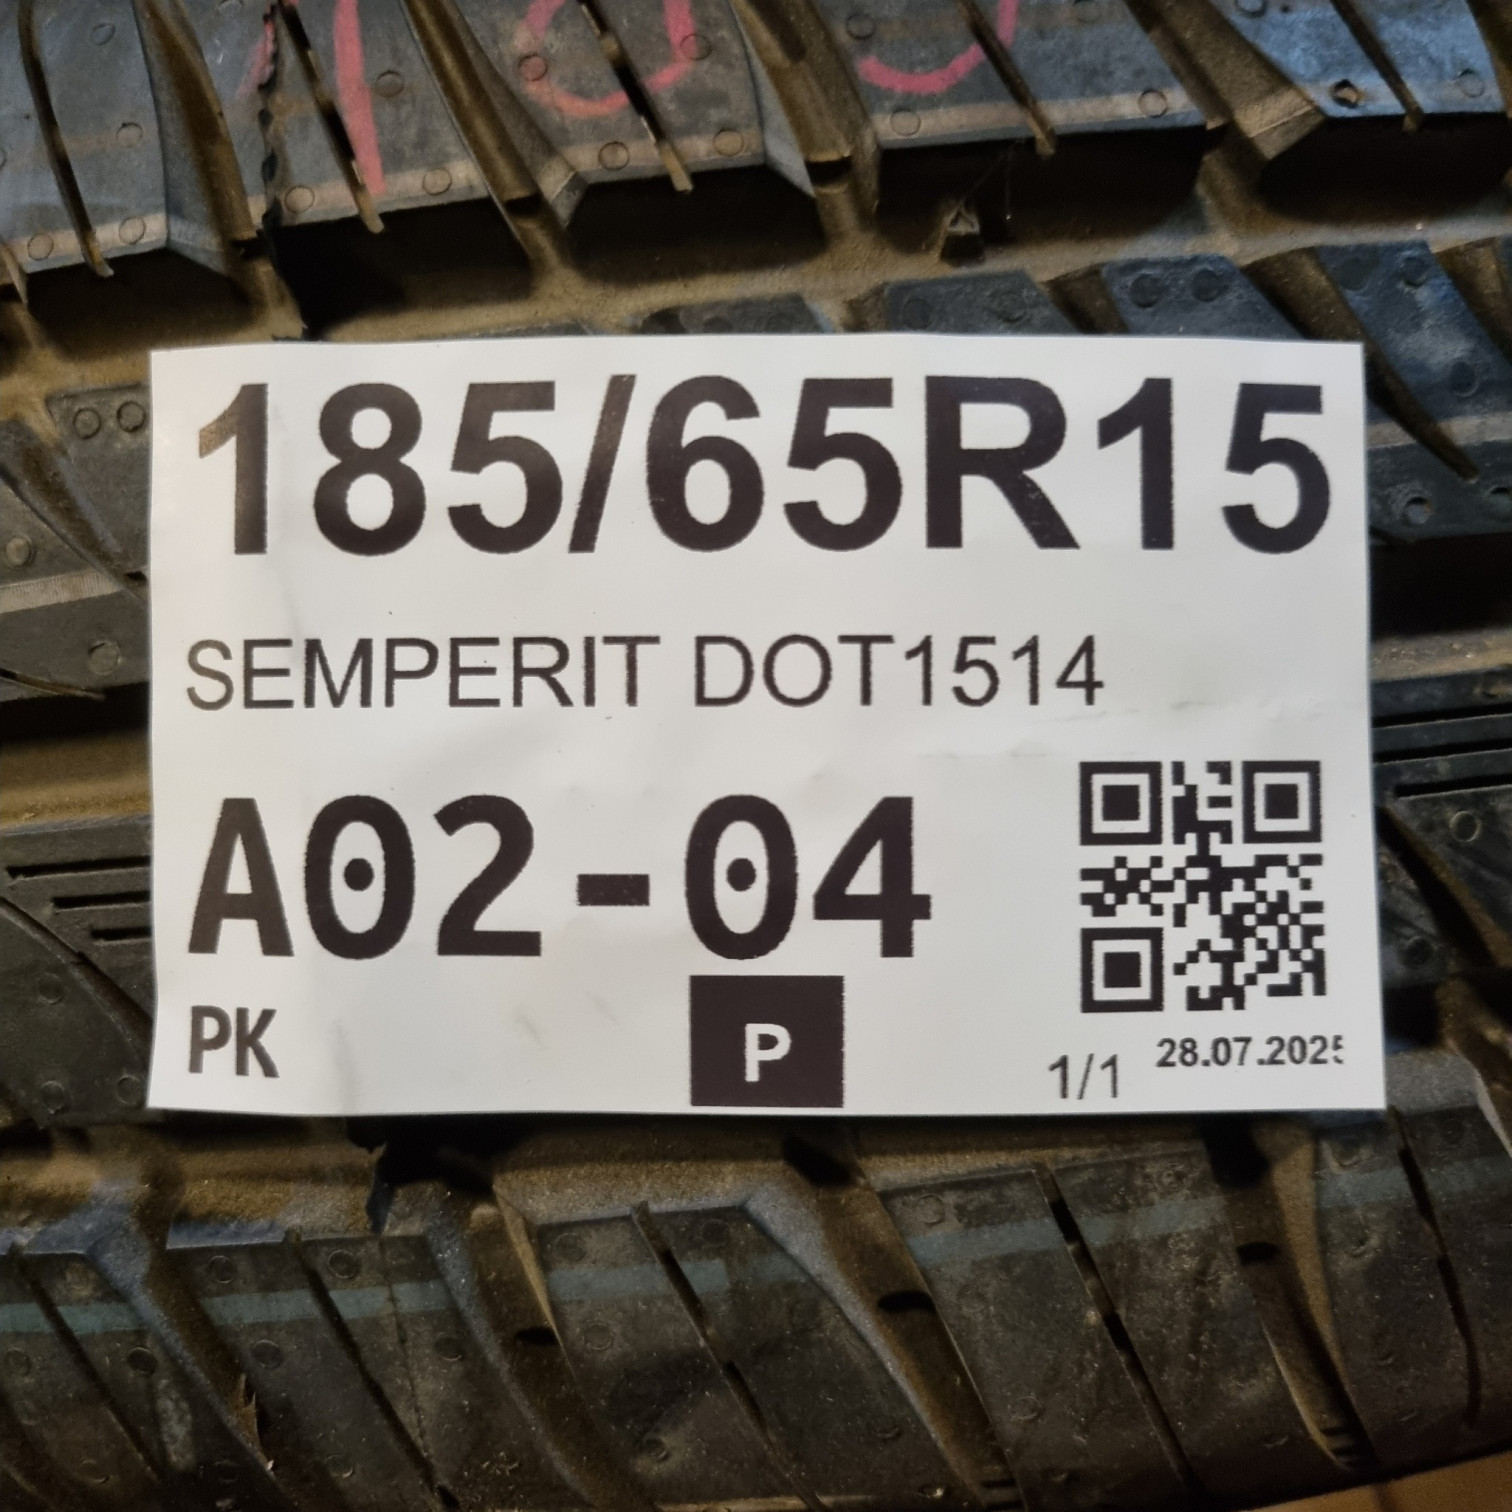 185/65R15
SEMPERIT DOT1514
A02-04
PK
P
1/1
28.07.2025